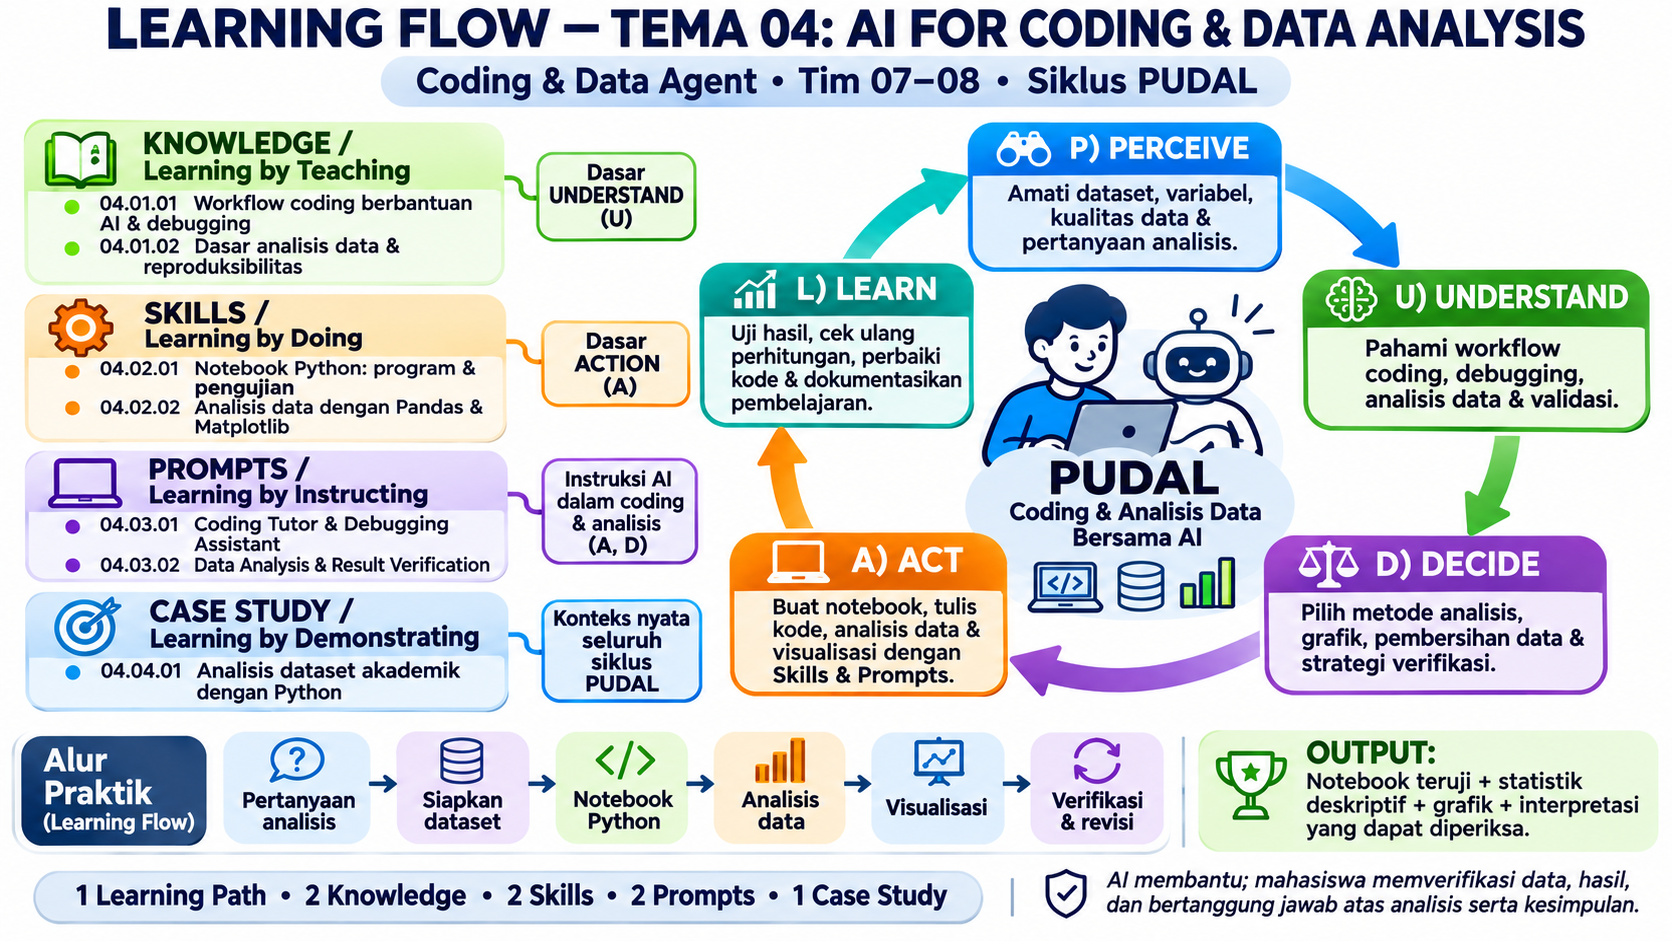 LEARNING FLOW – TEMA 04: AI FOR CODING & DATA ANALYSIS
Coding & Data Agent • Tim 07–08 • Siklus PUDAL
KNOWLEDGE /
Learning by Teaching
04.01.01 Workflow coding berbantuan
AI & debugging
04.01.02 Dasar analisis data &
reproduksibilitas
Dasar
UNDERSTAND
(U)
SKILLS /
Learning by Doing
04.02.01 Notebook Python: program &
pengujian
04.02.02 Analisis data dengan Pandas &
Matplotlib
Dasar
ACTION
(A)
PROMPTS /
Learning by Instructing
04.03.01 Coding Tutor & Debugging
Assistant
04.03.02 Data Analysis & Result Verification
Instruksi AI
dalam coding
& analisis
(A, D)
CASE STUDY /
Learning by Demonstrating
04.04.01 Analisis dataset akademik
dengan Python
Konteks nyata
seluruh
siklus
PUDAL
P) PERCEIVE
Amati dataset, variabel,
kualitas data &
pertanyaan analisis.
U) UNDERSTAND
Pahami workflow
coding, debugging,
analisis data & validasi.
D) DECIDE
Pilih metode analisis,
grafik, pembersihan data &
strategi verifikasi.
A) ACT
Buat notebook, tulis
kode, analisis data &
visualisasi dengan
Skills & Prompts.
L) LEARN
Uji hasil, cek ulang
perhitungan, perbaiki
kode & dokumentasikan
pembelajaran.
PUDAL
Coding & Analisis Data
Bersama AI
</>
Alur
Praktik
(Learning Flow)
?
Pertanyaan
analisis
Siapkan
dataset
</>
Notebook
Python
Analisis
data
Visualisasi
Verifikasi
& revisi
OUTPUT:
Notebook teruji + statistik
deskriptif + grafik + interpretasi
yang dapat diperiksa.
1 Learning Path • 2 Knowledge • 2 Skills • 2 Prompts • 1 Case Study
AI membantu; mahasiswa memverifikasi data, hasil,
dan bertanggung jawab atas analisis serta kesimpulan.